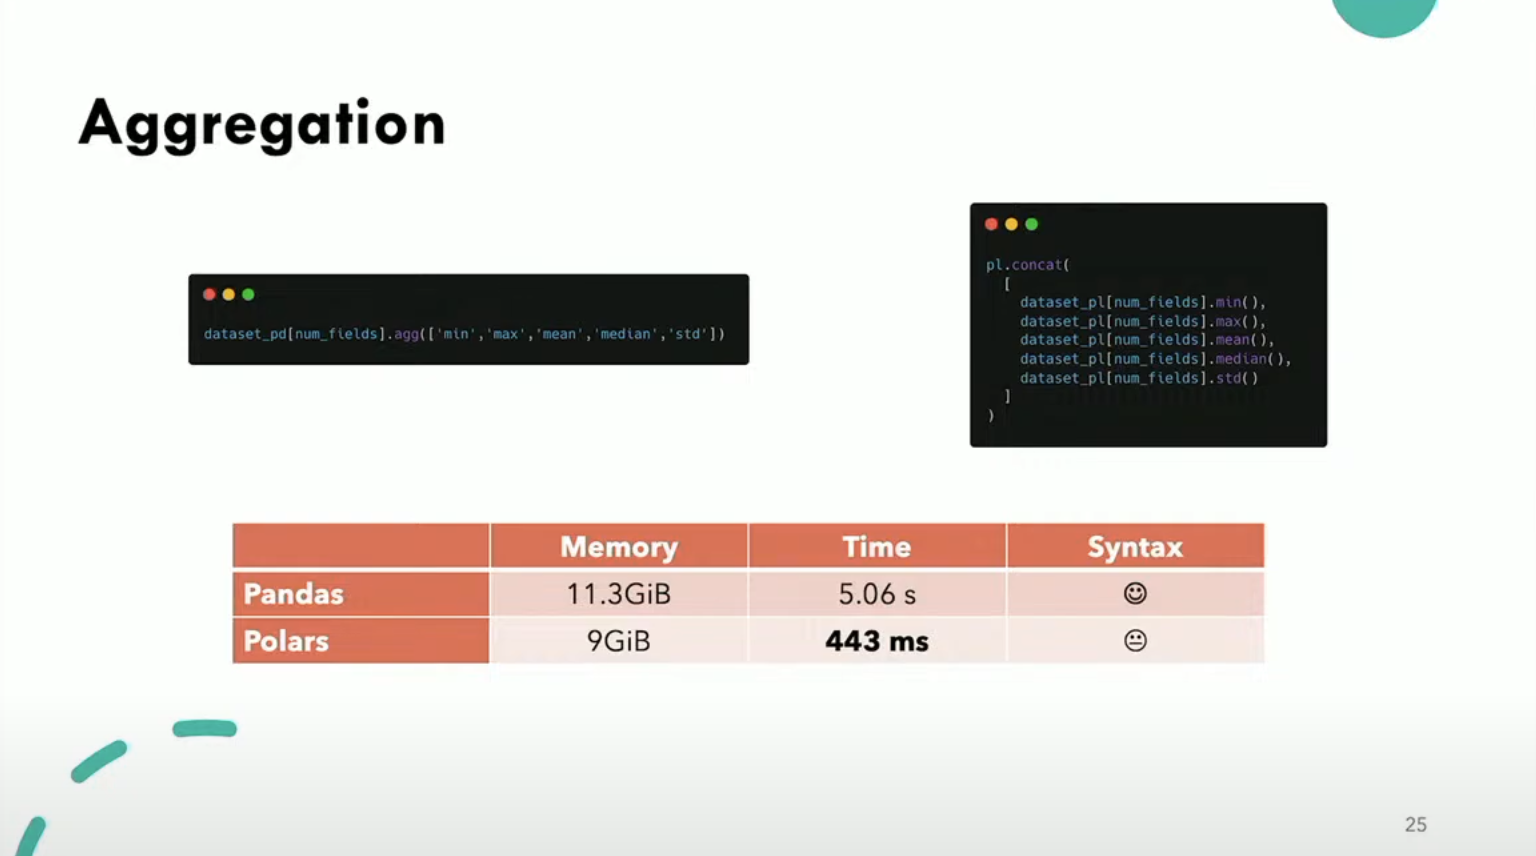 Aggregation
dataset_pd[num_fields].agg(['min','max','mean','median','std'])
pl.concat(
[
dataset_pl[num_fields].min(),
dataset_pl[num_fields].max(),
dataset_pl[num_fields].mean(),
dataset_pl[num_fields].median(),
dataset_pl[num_fields].std()
]
)
Memory Time Syntax
Pandas 11.3GiB 5.06 s ☺
Polars 9GiB 443 ms 😐
25